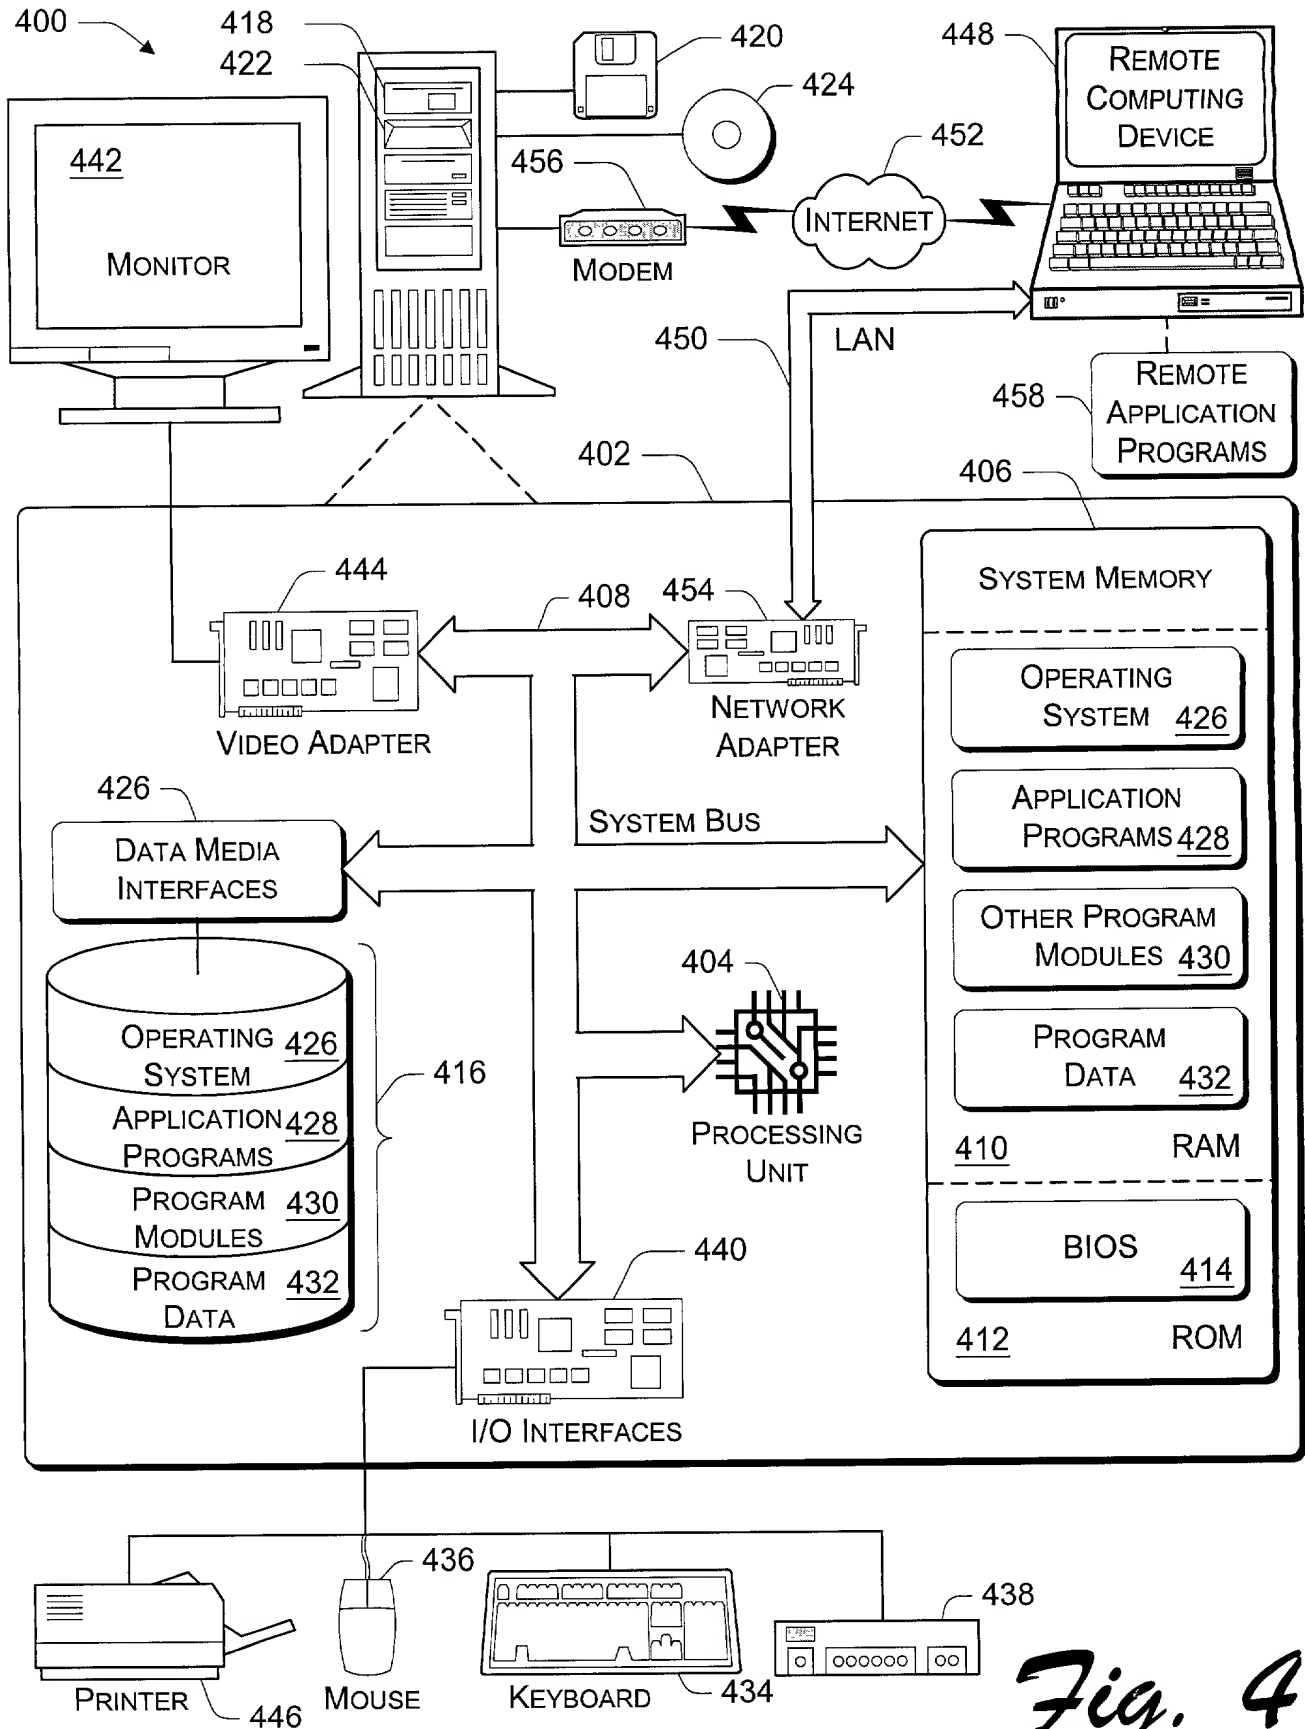 400
418
422
420
448
424
452
456
442
MONITOR
MODEM
INTERNET
REMOTE
COMPUTING
DEVICE
450
LAN
458
REMOTE
APPLICATION
PROGRAMS
402
406
444
408
454
VIDEO ADAPTER
NETWORK
ADAPTER
SYSTEM MEMORY
OPERATING
SYSTEM 426
APPLICATION
PROGRAMS 428
OTHER PROGRAM
MODULES 430
PROGRAM
DATA 432
410 RAM
BIOS
414
412 ROM
426
DATA MEDIA
INTERFACES
SYSTEM BUS
404
PROCESSING
UNIT
OPERATING 426
SYSTEM
416
APPLICATION 428
PROGRAMS
PROGRAM 430
MODULES
PROGRAM 432
DATA
440
I/O INTERFACES
436
438
PRINTER
446
MOUSE
KEYBOARD
434
Fig. 4